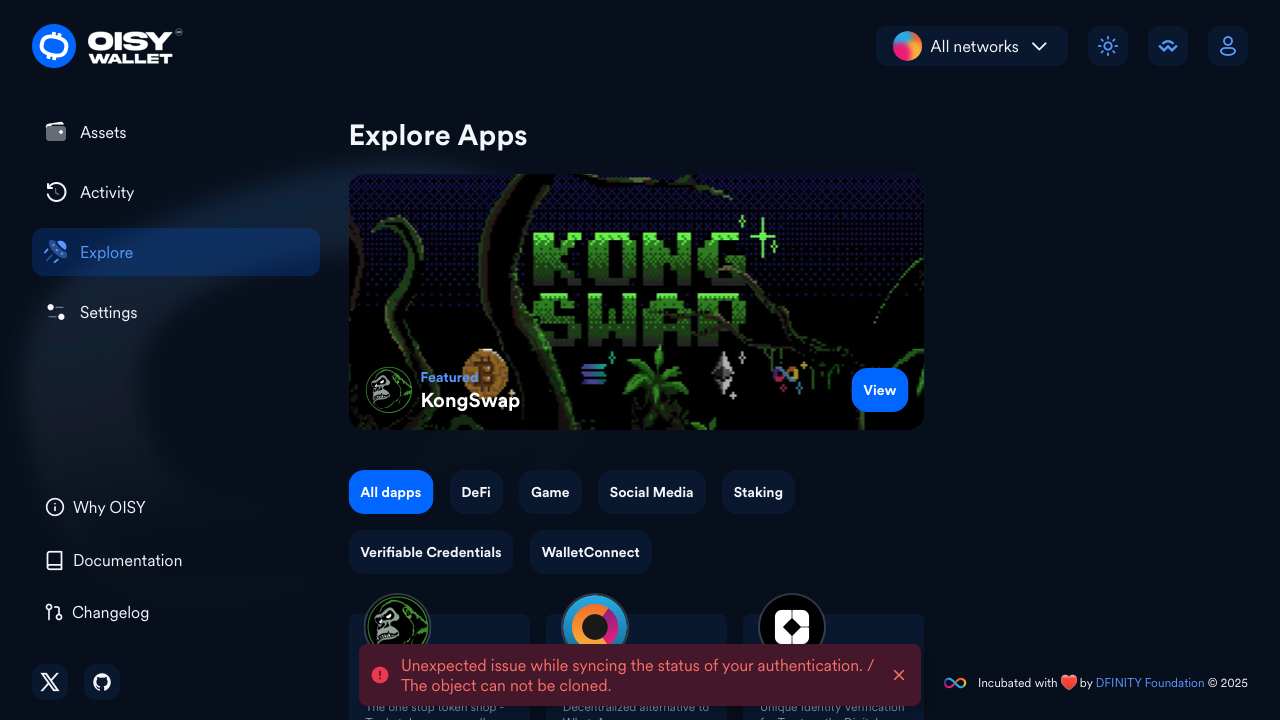 OISY
WALLET
All networks
Assets
Activity
Explore
Settings
Why OISY
Documentation
Changelog
Explore Apps
KONG
SWAP
Featured
KongSwap
View
All dapps
DeFi
Game
Social Media
Staking
Verifiable Credentials
WalletConnect
Unexpected issue while syncing the status of your authentication. /
The object can not be cloned.
The one stop token shop -
Decentralized alternative to
Unique Identity Verification
Incubated with ❤️ by DFINITY Foundation © 2025